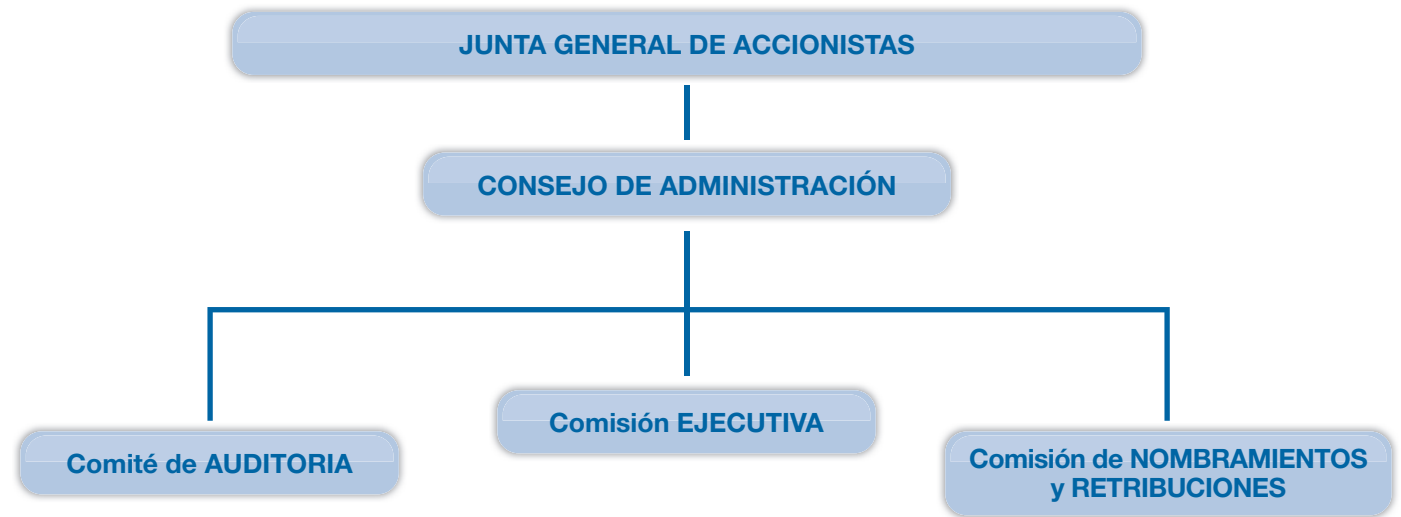 JUNTA GENERAL DE ACCIONISTAS
CONSEJO DE ADMINISTRACIÓN
Comisión EJECUTIVA
Comité de AUDITORIA
Comisión de NOMBRAMIENTOS
y RETRIBUCIONES